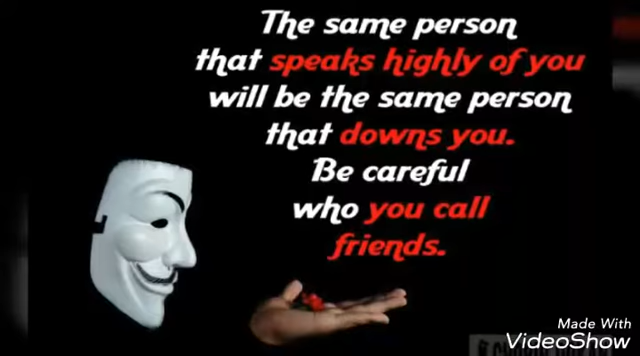 The same person
that speaks highly of you
will be the same person
that downs you.
Be careful
who you call
friends.
Made With
VideoShow